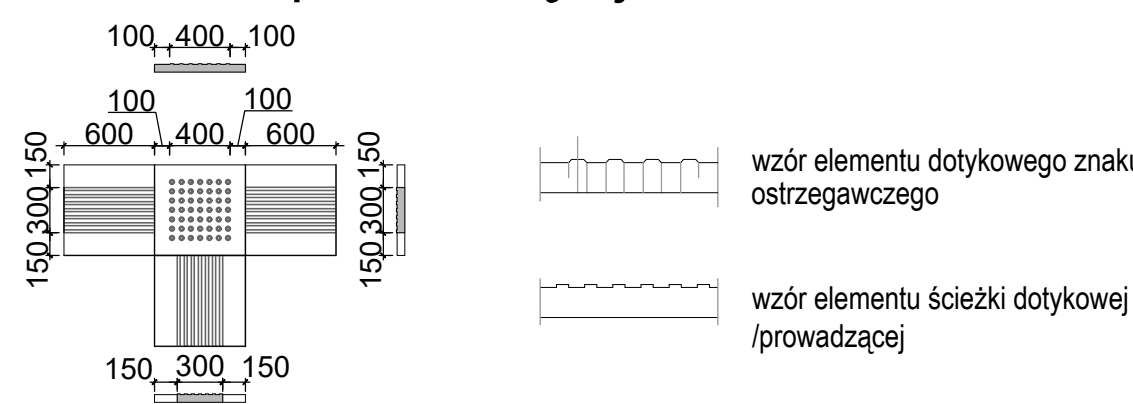 100 400 100
100 100
600 400 600
150 300 150
150 300 150
150 300 150
wzór elementu dotykowego znaku
ostrzegawczego
wzór elementu ścieżki dotykowej
/prowadzącej